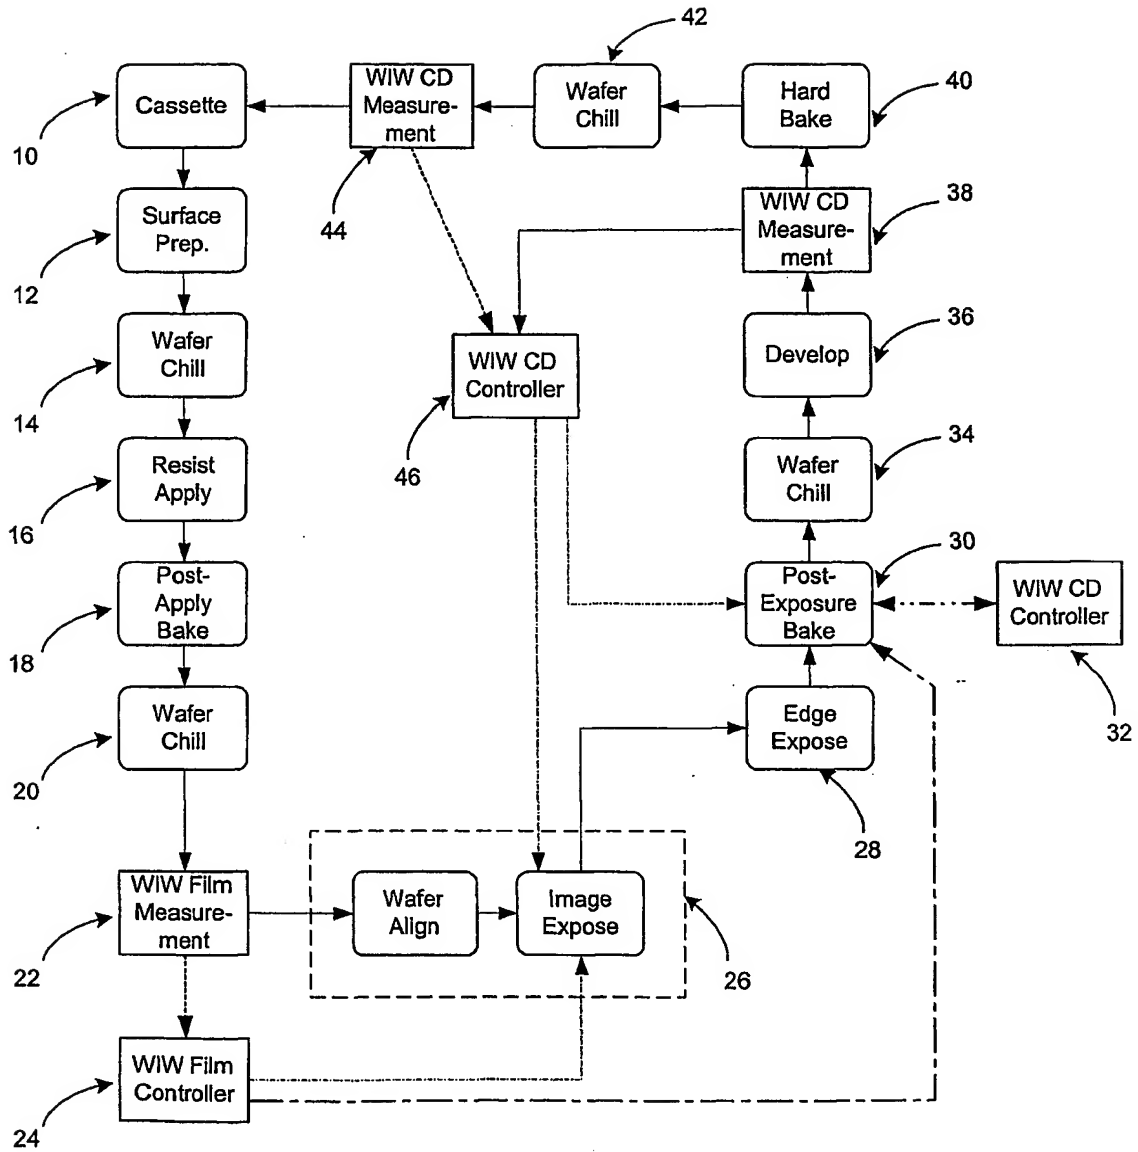 42
WIW CD
Measure-
ment
Wafer
Chill
Hard
Bake
40
Cassette
10
44
Surface
Prep.
12
WIW CD
Measure-
ment
38
Wafer
Chill
14
WIW CD
Controller
46
Develop
36
Resist
Apply
16
Wafer
Chill
34
Post-
Apply
Bake
18
Post-
Exposure
Bake
30
WIW CD
Controller
32
Wafer
Chill
20
Edge
Expose
28
WIW Film
Measure-
ment
22
Wafer
Align
Image
Expose
26
WIW Film
Controller
24